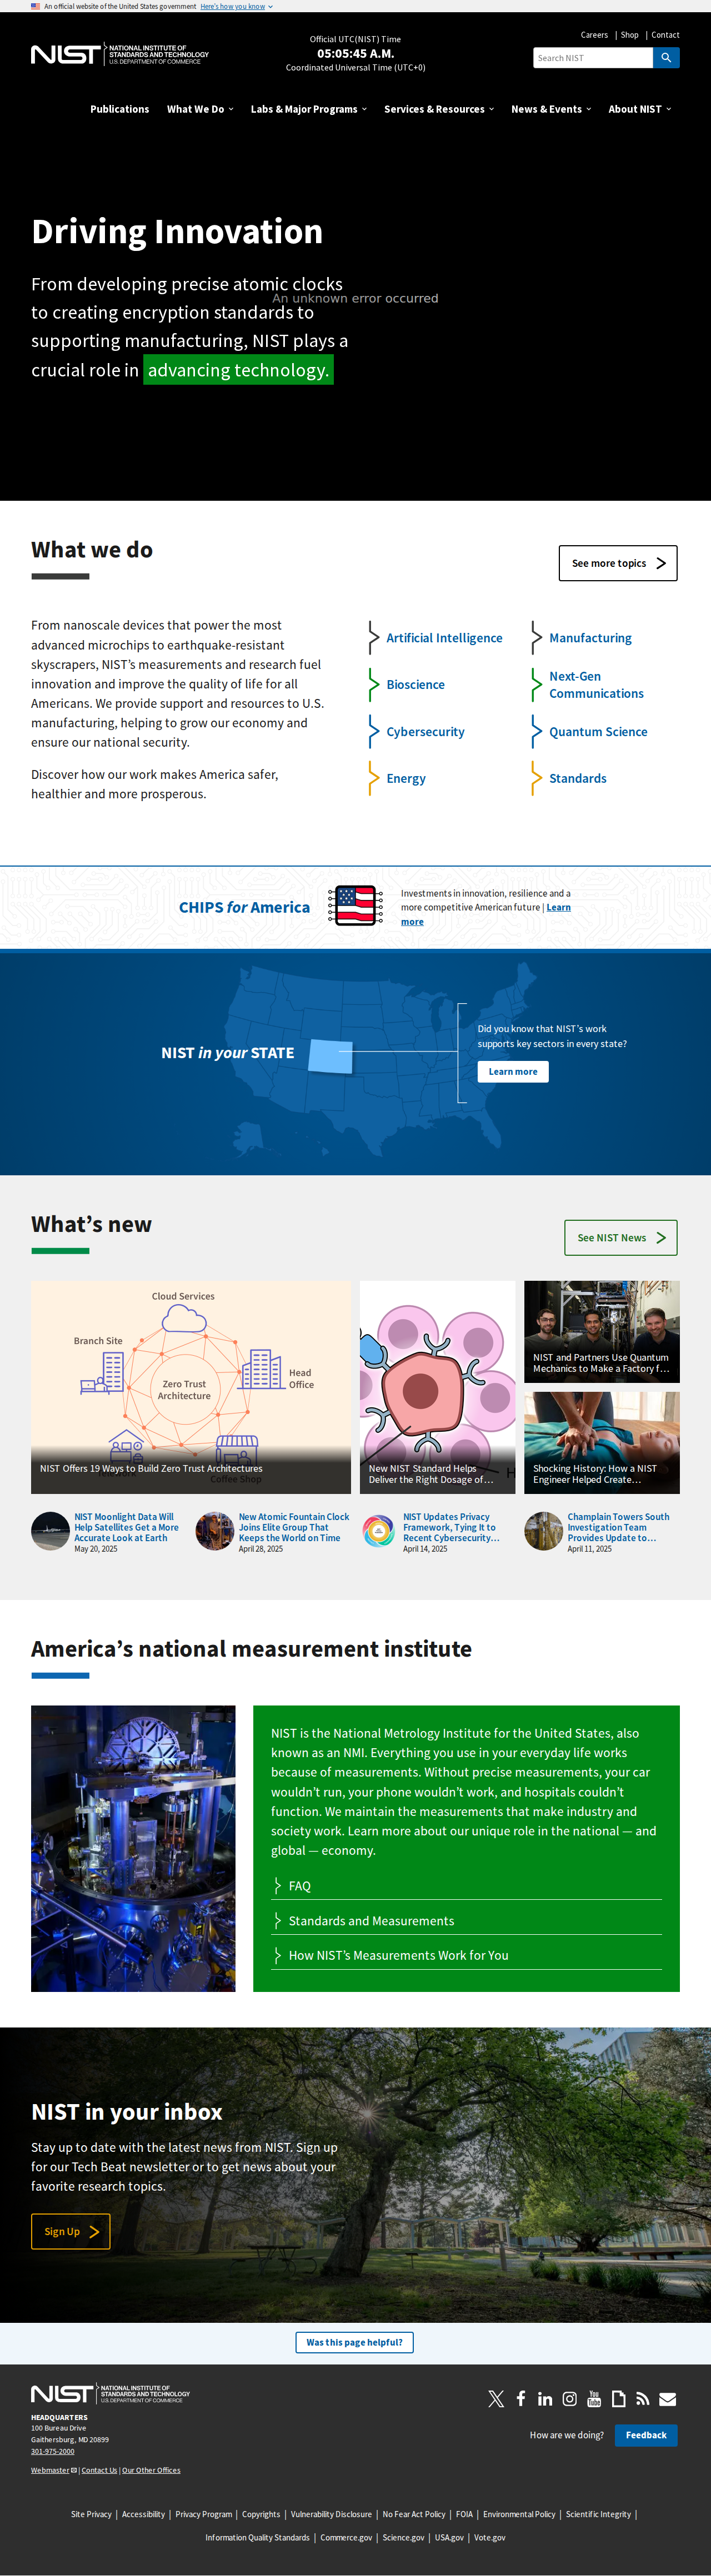 An official website of the United States government Here's how you know
NIST NATIONAL INSTITUTE OF
STANDARDS AND TECHNOLOGY
U.S. DEPARTMENT OF COMMERCE
Official UTC(NIST) Time
05:05:45 A.M.
Coordinated Universal Time (UTC+0)
Careers | Shop | Contact
Search NIST
Publications What We Do Labs & Major Programs Services & Resources News & Events About NIST
Driving Innovation
From developing precise atomic clocks
An unknown error occurred
to creating encryption standards to
supporting manufacturing, NIST plays a
crucial role in advancing technology.
What we do
See more topics
From nanoscale devices that power the most
advanced microchips to earthquake-resistant
skyscrapers, NIST's measurements and research fuel
innovation and improve the quality of life for all
Americans. We provide support and resources to U.S.
manufacturing, helping to grow our economy and
ensure our national security.
Discover how our work makes America safer,
healthier and more prosperous.
Artificial Intelligence
Bioscience
Cybersecurity
Energy
Manufacturing
Next-Gen
Communications
Quantum Science
Standards
CHIPS for America
Investments in innovation, resilience and a
more competitive American future | Learn
more
NIST in your STATE
Did you know that NIST's work
supports key sectors in every state?
Learn more
What's new
See NIST News
Cloud Services
Branch Site
Head
Office
Zero Trust
Architecture
Coffee Shop
NIST Offers 19 Ways to Build Zero Trust Architectures
New NIST Standard Helps
Deliver the Right Dosage of…
NIST and Partners Use Quantum
Mechanics to Make a Factory f…
Shocking History: How a NIST
Engineer Helped Create…
NIST Moonlight Data Will
Help Satellites Get a More
Accurate Look at Earth
May 20, 2025
New Atomic Fountain Clock
Joins Elite Group That
Keeps the World on Time
April 28, 2025
NIST Updates Privacy
Framework, Tying It to
Recent Cybersecurity…
April 14, 2025
Champlain Towers South
Investigation Team
Provides Update to…
April 11, 2025
America's national measurement institute
NIST is the National Metrology Institute for the United States, also
known as an NMI. Everything you use in your everyday life works
because of measurements. Without precise measurements, your car
wouldn't run, your phone wouldn't work, and hospitals couldn't
function. We maintain the measurements that make industry and
society work. Learn more about our unique role in the national — and
global — economy.
FAQ
Standards and Measurements
How NIST's Measurements Work for You
NIST in your inbox
Stay up to date with the latest news from NIST. Sign up
for our Tech Beat newsletter or to get news about your
favorite research topics.
Sign Up
Was this page helpful?
NIST NATIONAL INSTITUTE OF
STANDARDS AND TECHNOLOGY
U.S. DEPARTMENT OF COMMERCE
HEADQUARTERS
100 Bureau Drive
Gaithersburg, MD 20899
301-975-2000
Webmaster | Contact Us | Our Other Offices
You
Tube
How are we doing? Feedback
Site Privacy | Accessibility | Privacy Program | Copyrights | Vulnerability Disclosure | No Fear Act Policy | FOIA | Environmental Policy | Scientific Integrity |
Information Quality Standards | Commerce.gov | Science.gov | USA.gov | Vote.gov